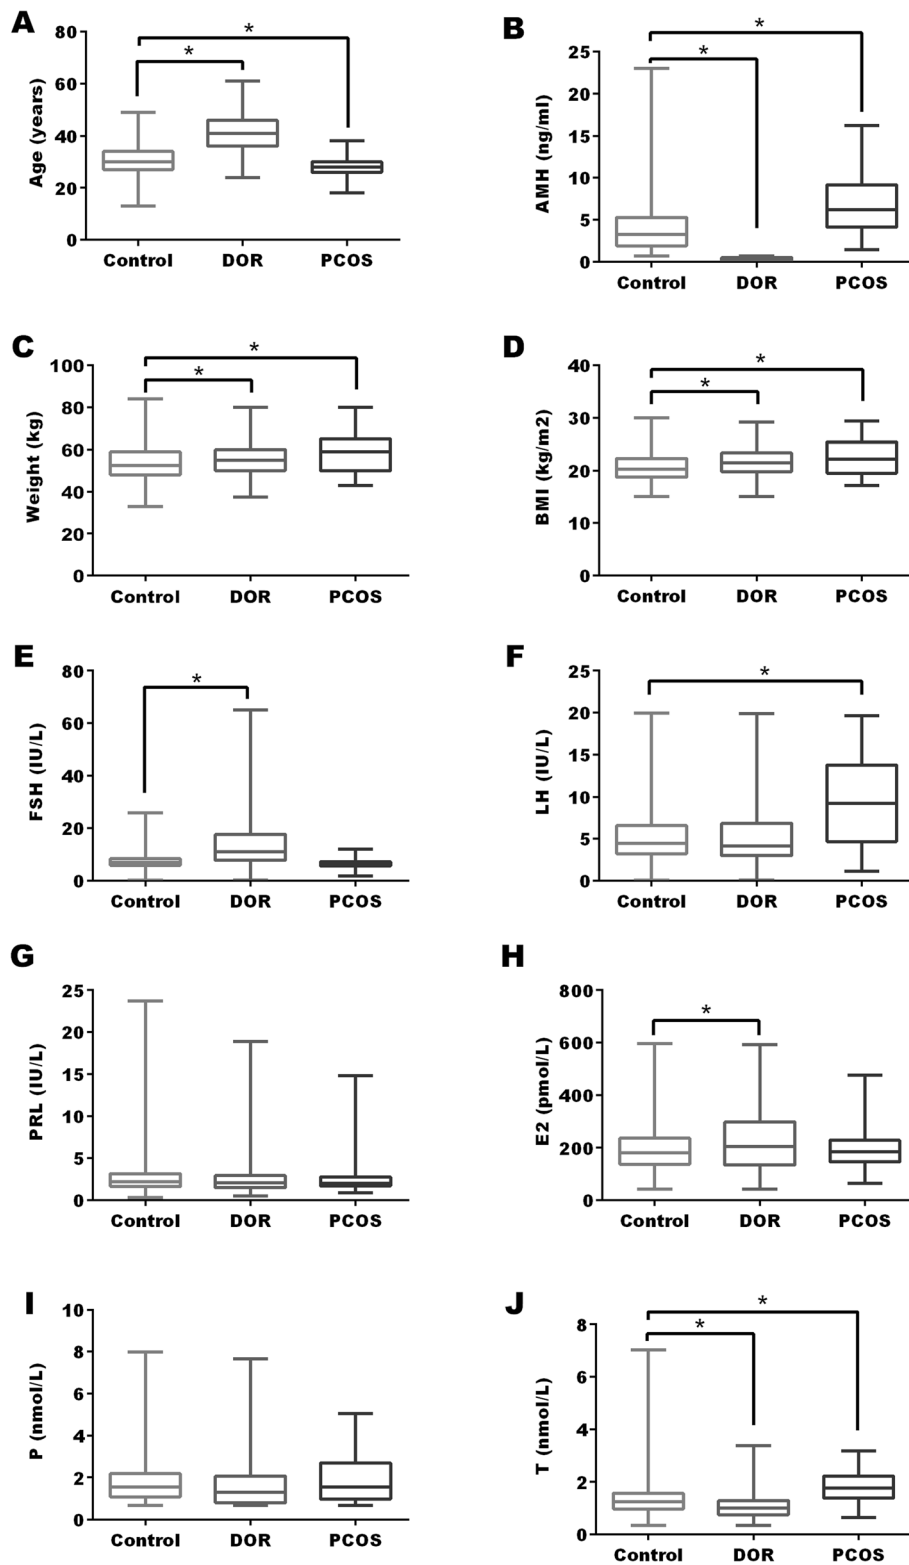 A
Age (years)
80
60
40
20
0
*
*
Control DOR PCOS
B
AMH (ng/ml)
25
20
15
10
5
0
*
*
Control DOR PCOS
C
Weight (kg)
100
80
60
40
20
0
*
*
Control DOR PCOS
D
BMI (kg/m2)
40
30
20
10
0
*
*
Control DOR PCOS
E
FSH (IU/L)
80
60
40
20
0
*
Control DOR PCOS
F
LH (IU/L)
25
20
15
10
5
0
*
Control DOR PCOS
G
PRL (IU/L)
25
20
15
10
5
0
Control DOR PCOS
H
E2 (pmol/L)
800
600
400
200
0
*
Control DOR PCOS
I
P (nmol/L)
10
8
6
4
2
0
Control DOR PCOS
J
T (nmol/L)
8
6
4
2
0
*
*
Control DOR PCOS